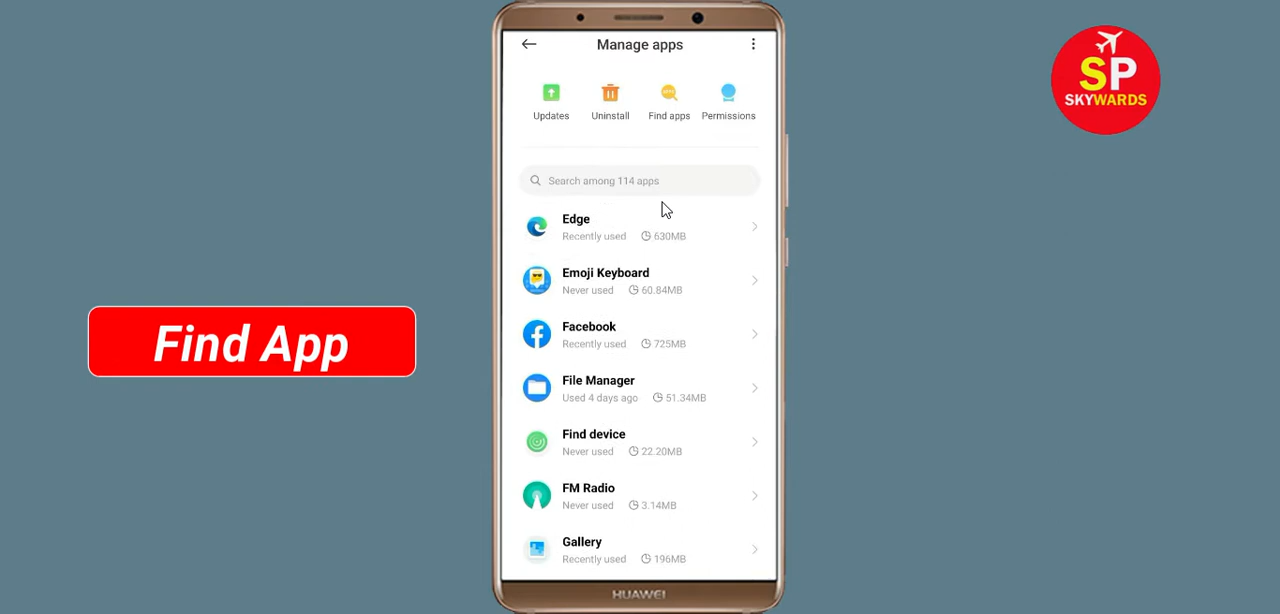 Manage apps
Updates Uninstall Find apps Permissions
Search among 114 apps
Edge
Recently used 630MB
Emoji Keyboard
Never used 60.84MB
Facebook
Recently used 725MB
File Manager
Used 4 days ago 51.34MB
Find device
Never used 22.20MB
FM Radio
Never used 3.14MB
Gallery
Recently used 196MB
HUAWEI
Find App
SP
SKYWARDS